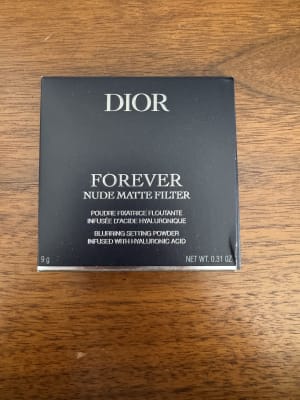 DIOR
FOREVER
NUDE MATTE FILTER
POUDRE FIXATRICE FLOUTANTE
INFUSÉE D'ACIDE HYALURONIQUE
BLURRING SETTING POWDER
INFUSED WITH HYALURONIC ACID
9 g NET WT. 0.31 OZ